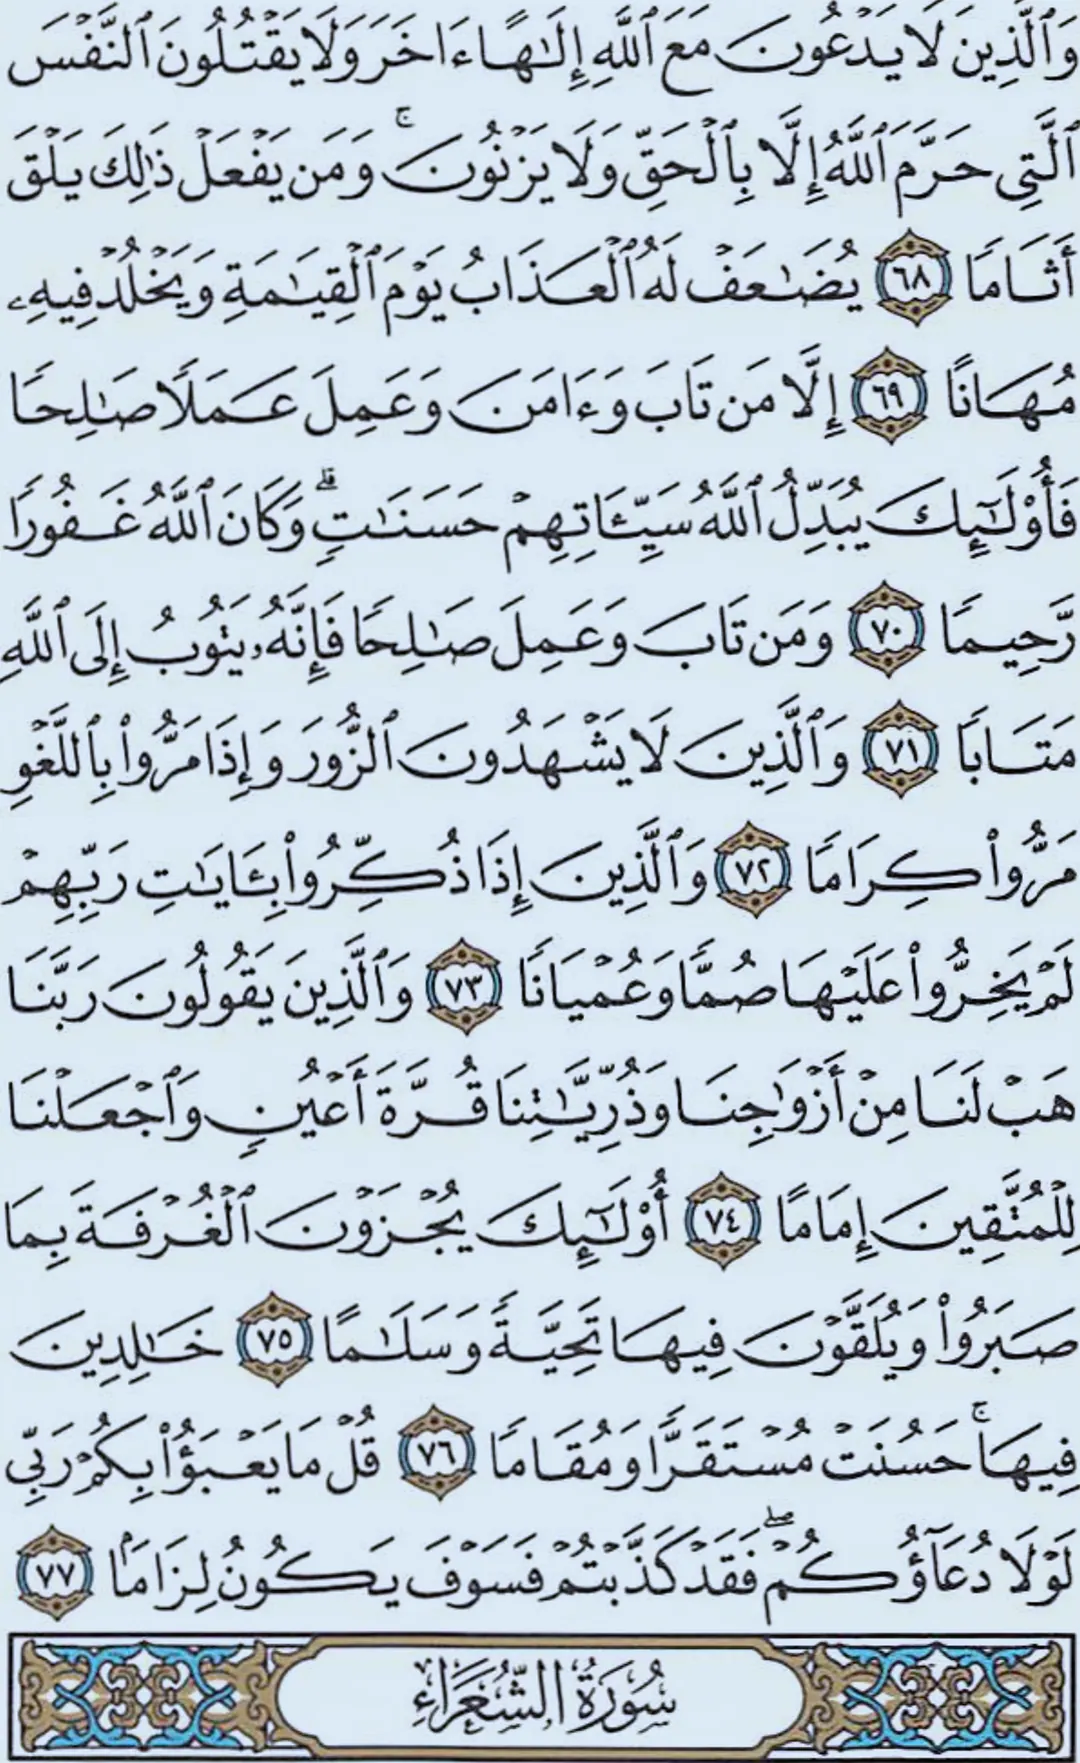 وَٱلَّذِينَ لَا يَدْعُونَ مَعَ ٱللَّهِ إِلَٰهًا ءَاخَرَ وَلَا يَقْتُلُونَ ٱلنَّفْسَ
ٱلَّتِي حَرَّمَ ٱللَّهُ إِلَّا بِٱلْحَقِّ وَلَا يَزْنُونَ ۚ وَمَن يَفْعَلْ ذَٰلِكَ يَلْقَ
أَثَامًا ٦٨ يُضَٰعَفْ لَهُ ٱلْعَذَابُ يَوْمَ ٱلْقِيَٰمَةِ وَيَخْلُدْ فِيهِۦ
مُهَانًا ٦٩ إِلَّا مَن تَابَ وَءَامَنَ وَعَمِلَ عَمَلًا صَٰلِحًا
فَأُوْلَٰٓئِكَ يُبَدِّلُ ٱللَّهُ سَيِّـَٔاتِهِمْ حَسَنَٰتٍ ۗ وَكَانَ ٱللَّهُ غَفُورًا
رَّحِيمًا ٧٠ وَمَن تَابَ وَعَمِلَ صَٰلِحًا فَإِنَّهُۥ يَتُوبُ إِلَى ٱللَّهِ
مَتَابًا ٧١ وَٱلَّذِينَ لَا يَشْهَدُونَ ٱلزُّورَ وَإِذَا مَرُّوا۟ بِٱللَّغْوِ
مَرُّوا۟ كِرَامًا ٧٢ وَٱلَّذِينَ إِذَا ذُكِّرُوا۟ بِـَٔايَٰتِ رَبِّهِمْ
لَمْ يَخِرُّوا۟ عَلَيْهَا صُمًّا وَعُمْيَانًا ٧٣ وَٱلَّذِينَ يَقُولُونَ رَبَّنَا
هَبْ لَنَا مِنْ أَزْوَٰجِنَا وَذُرِّيَّٰتِنَا قُرَّةَ أَعْيُنٍ وَٱجْعَلْنَا
لِلْمُتَّقِينَ إِمَامًا ٧٤ أُوْلَٰٓئِكَ يُجْزَوْنَ ٱلْغُرْفَةَ بِمَا
صَبَرُوا۟ وَيُلَقَّوْنَ فِيهَا تَحِيَّةً وَسَلَٰمًا ٧٥ خَٰلِدِينَ
فِيهَا ۚ حَسُنَتْ مُسْتَقَرًّا وَمُقَامًا ٧٦ قُلْ مَا يَعْبَؤُا۟ بِكُمْ رَبِّي
لَوْلَا دُعَآؤُكُمْ ۖ فَقَدْ كَذَّبْتُمْ فَسَوْفَ يَكُونُ لِزَامًۢا ٧٧
سُورَةُ الشُّعَرَاءِ